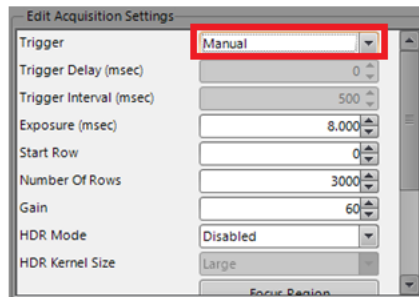 Edit Acquisition Settings
Trigger Manual
Trigger Delay (msec) 0
Trigger Interval (msec) 500
Exposure (msec) 8.000
Start Row 0
Number Of Rows 3000
Gain 60
HDR Mode Disabled
HDR Kernel Size Large
Focus Region